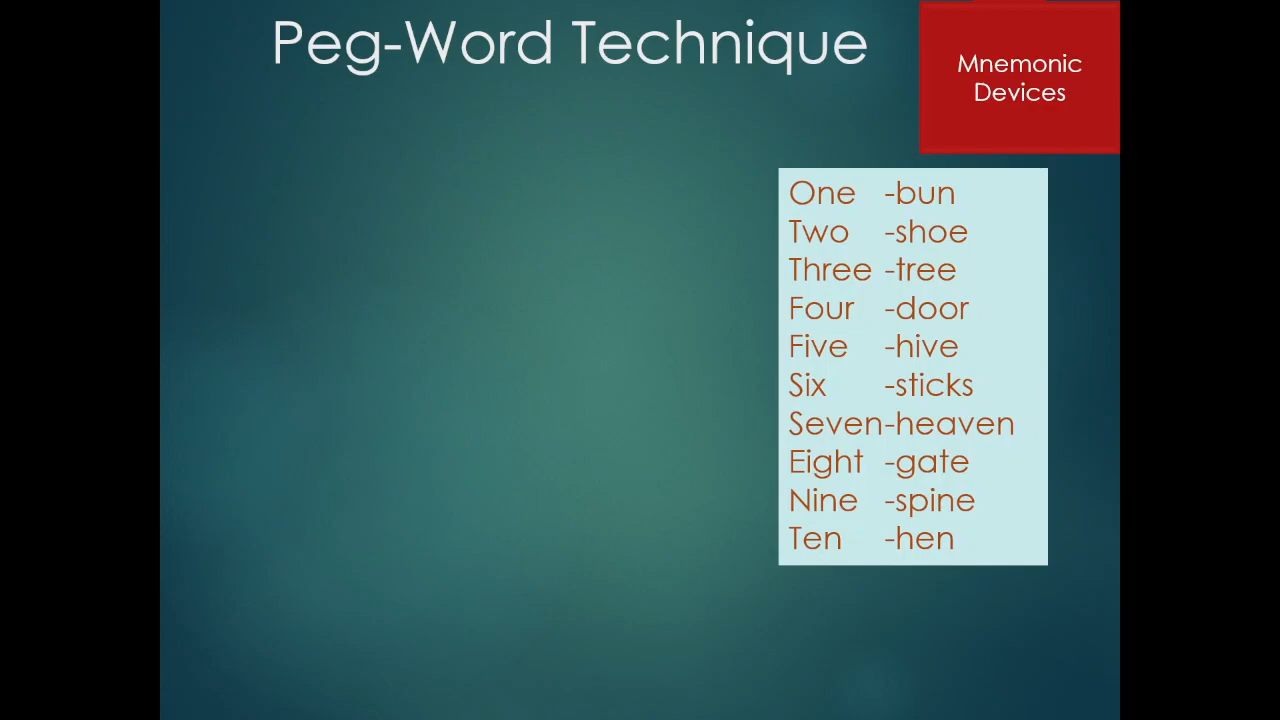 Peg-Word Technique
Mnemonic
Devices
One -bun
Two -shoe
Three -tree
Four -door
Five -hive
Six -sticks
Seven-heaven
Eight -gate
Nine -spine
Ten -hen